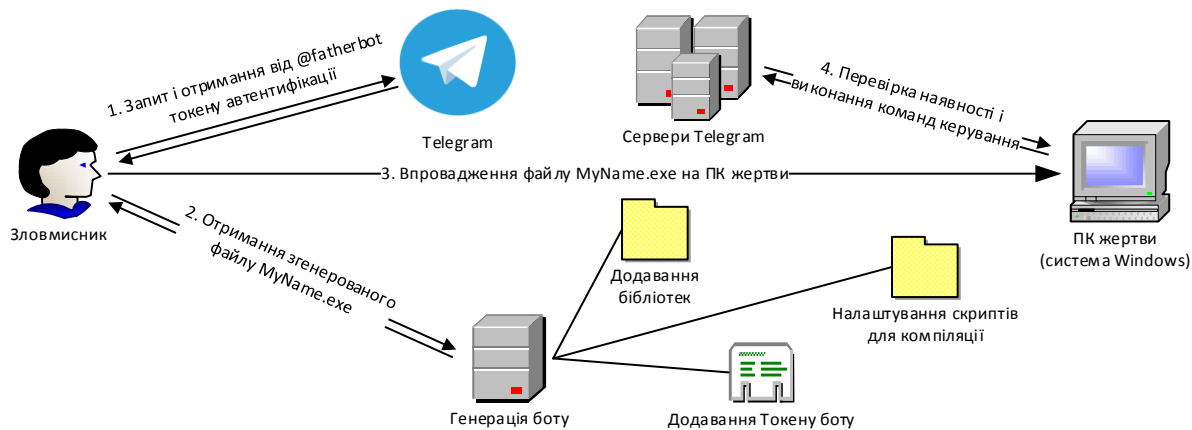 1. Запит і отримання від @fatherbot
токену автентифікації
Telegram
Сервери Telegram
4. Перевірка наявності і
виконання команд керування
Зловмисник
3. Впровадження файлу MyName.exe на ПК жертви
ПК жертви
(система Windows)
2. Отримання згенерованого
файлу MyName.exe
Додавання
бібліотек
Налаштування скриптів
для компіляції
Генерація боту
Додавання Токену боту